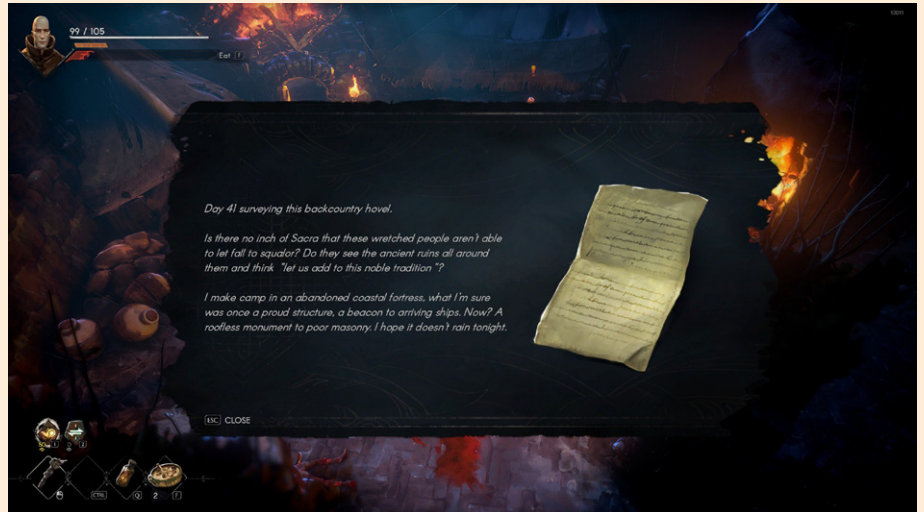 99 / 105
Eat F
Day 41 surveying this backcountry hovel.
Is there no inch of Sacra that these wretched people aren't able
to let fall to squalor? Do they see the ancient ruins all around
them and think "let us add to this noble tradition"?
I make camp in an abandoned coastal fortress, what I'm sure
was once a proud structure, a beacon to arriving ships. Now? A
roofless monument to poor masonry. I hope it doesn't rain tonight.
ESC CLOSE
CTRL
Q
2